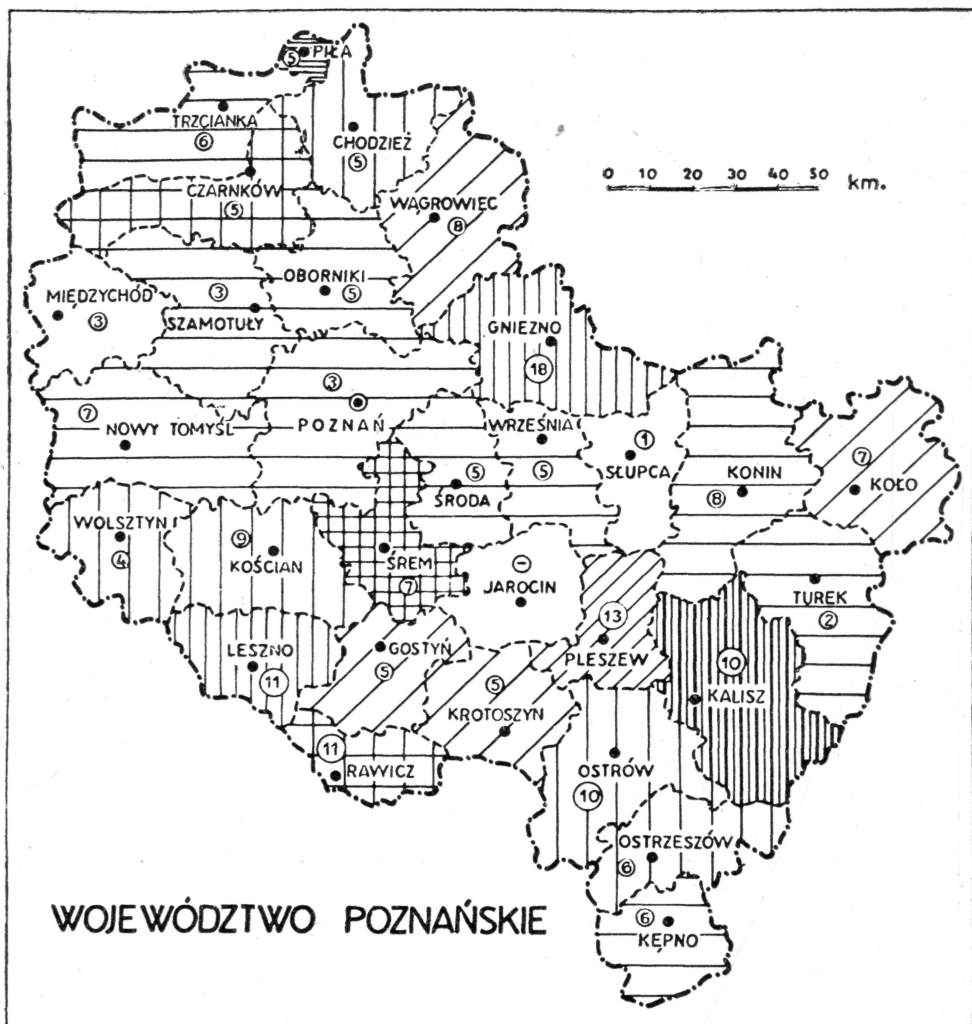 PIŁA
5
TRZCIANKA
6
CHODZIEŻ
5
CZARNKÓW
5
WĄGROWIEC
8
0 10 20 30 40 50 km.
MIĘDZYCHÓD
3
3
SZAMOTUŁY
OBORNIKI
5
GNIEZNO
18
3
POZNAŃ
7
NOWY TOMYŚL
WRZEŚNIA
5
5
ŚRODA
1
SŁUPCA
KONIN
8
7
KOŁO
WOLSZTYN
4
9
KOŚCIAN
ŚREM
7
–
JAROCIN
13
PLESZEW
TUREK
2
10
KALISZ
LESZNO
11
GOSTYŃ
5
5
KROTOSZYN
11
RAWICZ
OSTRÓW
10
OSTRZESZÓW
6
6
KĘPNO
WOJEWÓDZTWO POZNAŃSKIE